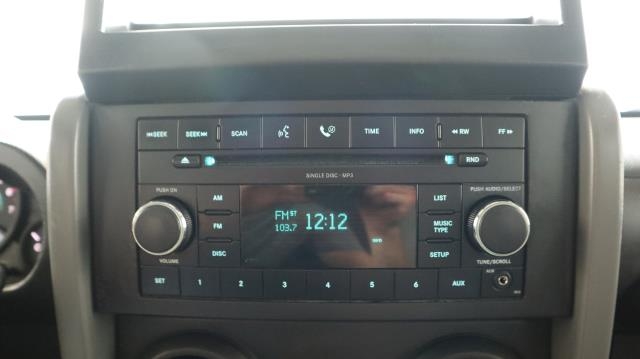 SEEK SEEK SCAN TIME INFO RW FF
RND
SINGLE DISC - MP3
PUSH ON
PUSH AUDIO/SELECT
AM
LIST
FM ST
103.7
12:12
FM
MUSIC
TYPE
DISC
SETUP
VOLUME
TUNE/SCROLL
SET 1 2 3 4 5 6 AUX